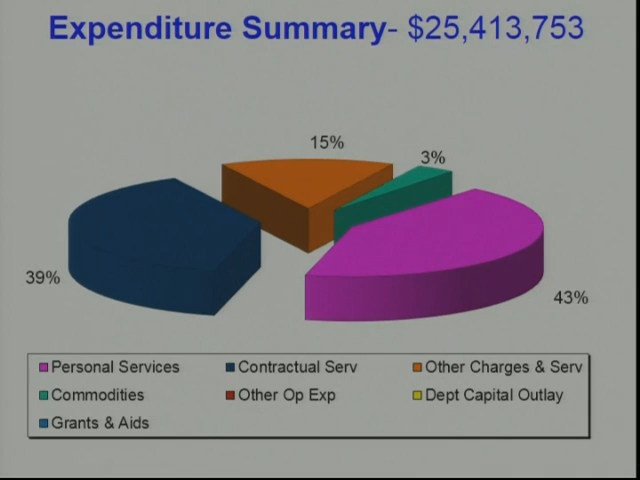 Expenditure Summary- $25,413,753
15%
3%
39%
43%
Personal Services
Contractual Serv
Other Charges & Serv
Commodities
Other Op Exp
Dept Capital Outlay
Grants & Aids